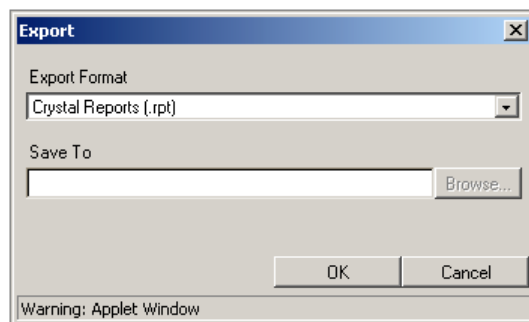 Export
Export Format
Crystal Reports (.rpt)
Save To
Browse...
OK Cancel
Warning: Applet Window